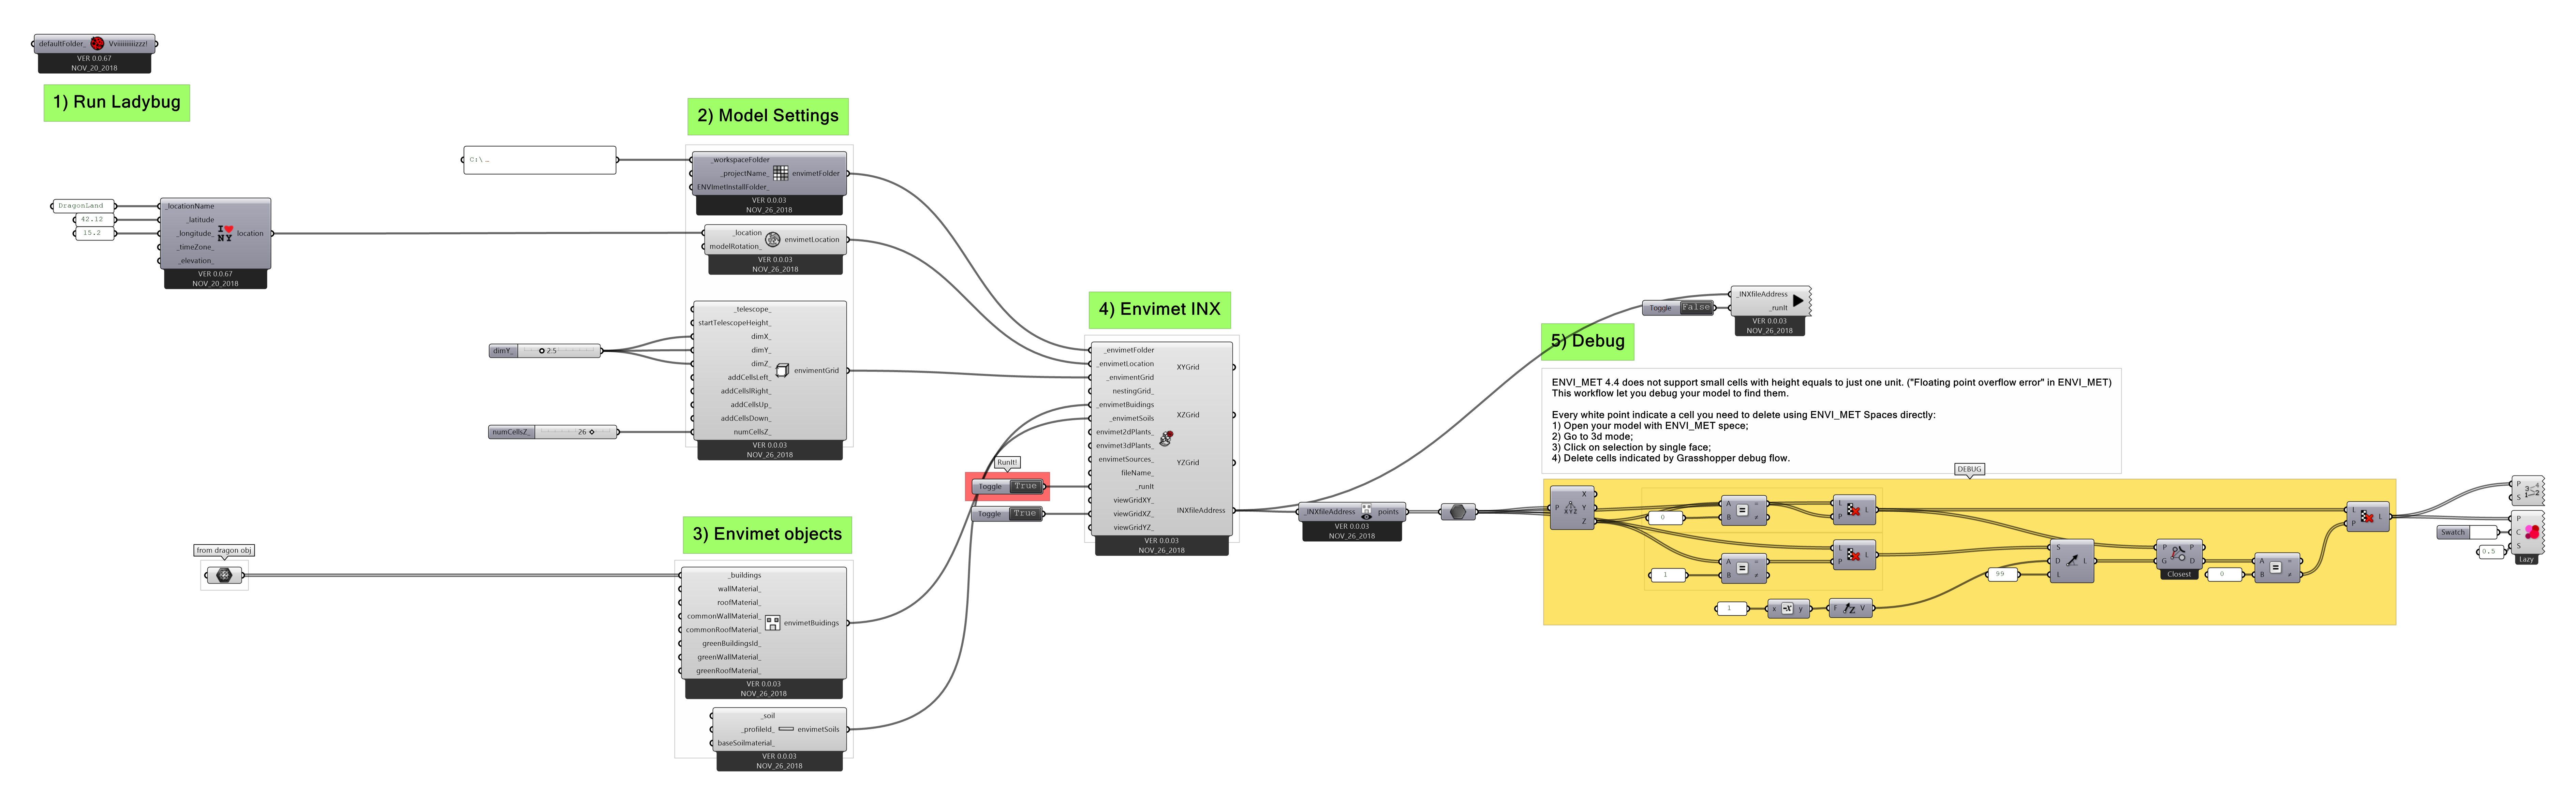 defaultFolder_ Vviiiiiiiizzz!
VER 0.0.67
NOV_20_2018
1) Run Ladybug
DragonLand
42.12
15.2
_locationName
_latitude
_longitude_
_timeZone_
_elevation_
I NY
location
VER 0.0.67
NOV_20_2018
C:\ …
2) Model Settings
_workspaceFolder
_projectName_
ENVImetInstallFolder_
envimetFolder
VER 0.0.03
NOV_26_2018
_location
modelRotation_
envimetLocation
VER 0.0.03
NOV_26_2018
dimY_ 2.5
numCellsZ_ 26
_telescope_
startTelescopeHeight_
dimX_
dimY_
dimZ_
addCellsLeft_
addCellslRight_
addCellsUp_
addCellsDown_
numCellsZ_
envimentGrid
VER 0.0.03
NOV_26_2018
3) Envimet objects
from dragon obj
_buildings
wallMaterial_
roofMaterial_
commonWallMaterial_
commonRoofMaterial_
greenBuildingsId_
greenWallMaterial_
greenRoofMaterial_
envimetBuidings
VER 0.0.03
NOV_26_2018
_soil
_profileId_
baseSoilmaterial_
envimetSoils
VER 0.0.03
NOV_26_2018
RunIt!
Toggle True
Toggle True
4) Envimet INX
_envimetFolder
_envimetLocation
_envimentGrid
nestingGrid_
_envimetBuidings
_envimetSoils
envimet2dPlants_
envimet3dPlants_
envimetSources_
fileName_
_runIt
viewGridXY_
viewGridXZ_
viewGridYZ_
XYGrid
XZGrid
YZGrid
INXfileAddress
VER 0.0.03
NOV_26_2018
_INXfileAddress points
VER 0.0.03
NOV_26_2018
Toggle False
_INXfileAddress
_runIt
VER 0.0.03
NOV_26_2018
5) Debug
ENVI_MET 4.4 does not support small cells with height equals to just one unit. ("Floating point overflow error" in ENVI_MET)
This workflow let you debug your model to find them.
Every white point indicate a cell you need to delete using ENVI_MET Spaces directly:
1) Open your model with ENVI_MET spece;
2) Go to 3d mode;
3) Click on selection by single face;
4) Delete cells indicated by Grasshopper debug flow.
DEBUG
P XYZ X Y Z
0
A B = ≠
L P L
1
A B = ≠
L P L
1
x -x y
F Z V
99
S D L L
P G P D
Closest
0
A B = ≠
L P L
P S
3 4 1 2
Swatch
0.5
P C S
Lazy